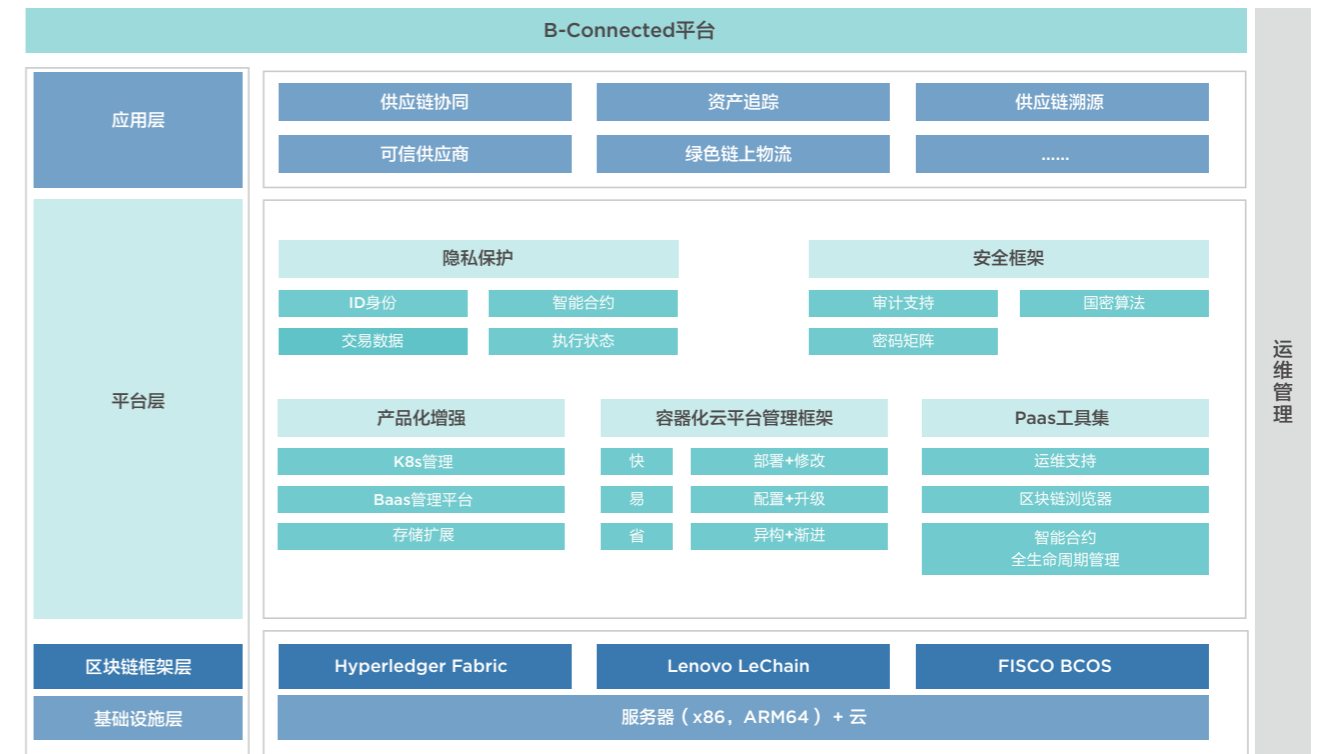 B-Connected平台
应用层
供应链协同
资产追踪
供应链溯源
可信供应商
绿色链上物流
......
平台层
隐私保护
安全框架
ID身份
智能合约
审计支持
国密算法
交易数据
执行状态
密码矩阵
产品化增强
容器化云平台管理框架
Paas工具集
K8s管理
快
部署+修改
运维支持
Baas管理平台
易
配置+升级
区块链浏览器
存储扩展
省
异构+渐进
智能合约
全生命周期管理
区块链框架层
Hyperledger Fabric
Lenovo LeChain
FISCO BCOS
基础设施层
服务器（x86，ARM64）+ 云
运维管理